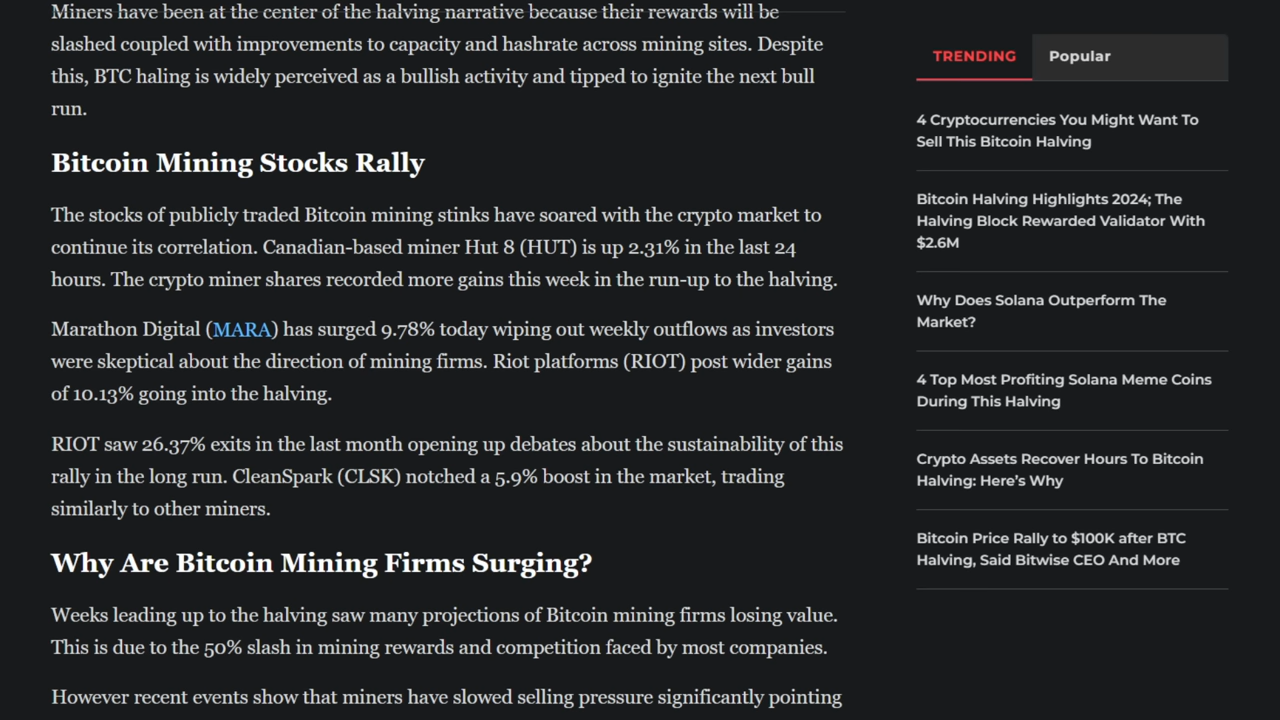 Miners have been at the center of the halving narrative because their rewards will be
slashed coupled with improvements to capacity and hashrate across mining sites. Despite
this, BTC haling is widely perceived as a bullish activity and tipped to ignite the next bull
run.
Bitcoin Mining Stocks Rally
The stocks of publicly traded Bitcoin mining stinks have soared with the crypto market to
continue its correlation. Canadian-based miner Hut 8 (HUT) is up 2.31% in the last 24
hours. The crypto miner shares recorded more gains this week in the run-up to the halving.
Marathon Digital (MARA) has surged 9.78% today wiping out weekly outflows as investors
were skeptical about the direction of mining firms. Riot platforms (RIOT) post wider gains
of 10.13% going into the halving.
RIOT saw 26.37% exits in the last month opening up debates about the sustainability of this
rally in the long run. CleanSpark (CLSK) notched a 5.9% boost in the market, trading
similarly to other miners.
Why Are Bitcoin Mining Firms Surging?
Weeks leading up to the halving saw many projections of Bitcoin mining firms losing value.
This is due to the 50% slash in mining rewards and competition faced by most companies.
However recent events show that miners have slowed selling pressure significantly pointing
TRENDING
Popular
4 Cryptocurrencies You Might Want To
Sell This Bitcoin Halving
Bitcoin Halving Highlights 2024; The
Halving Block Rewarded Validator With
$2.6M
Why Does Solana Outperform The
Market?
4 Top Most Profiting Solana Meme Coins
During This Halving
Crypto Assets Recover Hours To Bitcoin
Halving: Here's Why
Bitcoin Price Rally to $100K after BTC
Halving, Said Bitwise CEO And More